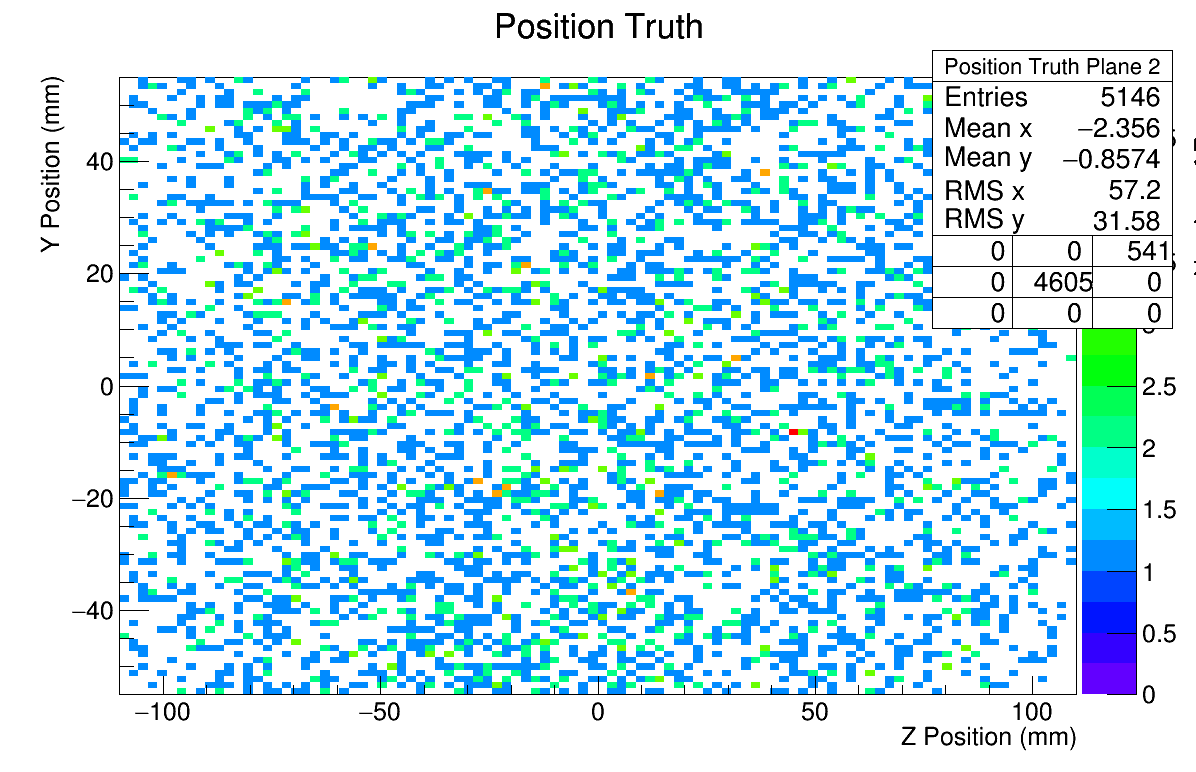 Position Truth
Position Truth Plane 2
Entries 5146
Mean x −2.356
Mean y −0.8574
RMS x 57.2
RMS y 31.58
0 0 541
0 4605 0
0 0 0
Y Position (mm)
40
20
0
−20
−40
−100 −50 0 50 100
Z Position (mm)
2.5
2
1.5
1
0.5
0